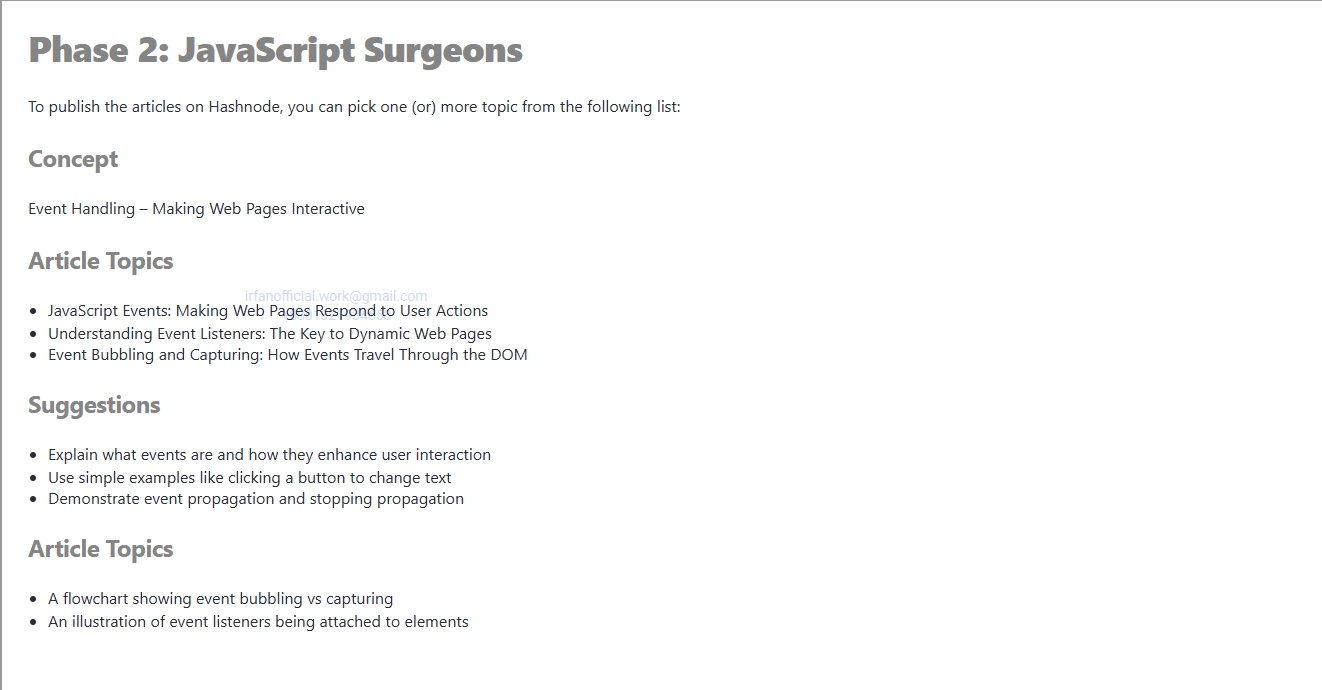 Phase 2: JavaScript Surgeons
To publish the articles on Hashnode, you can pick one (or) more topic from the following list:
Concept
Event Handling – Making Web Pages Interactive
Article Topics
irfanofficial.work@gmail.com
• JavaScript Events: Making Web Pages Respond to User Actions
• Understanding Event Listeners: The Key to Dynamic Web Pages
• Event Bubbling and Capturing: How Events Travel Through the DOM
Suggestions
• Explain what events are and how they enhance user interaction
• Use simple examples like clicking a button to change text
• Demonstrate event propagation and stopping propagation
Article Topics
• A flowchart showing event bubbling vs capturing
• An illustration of event listeners being attached to elements